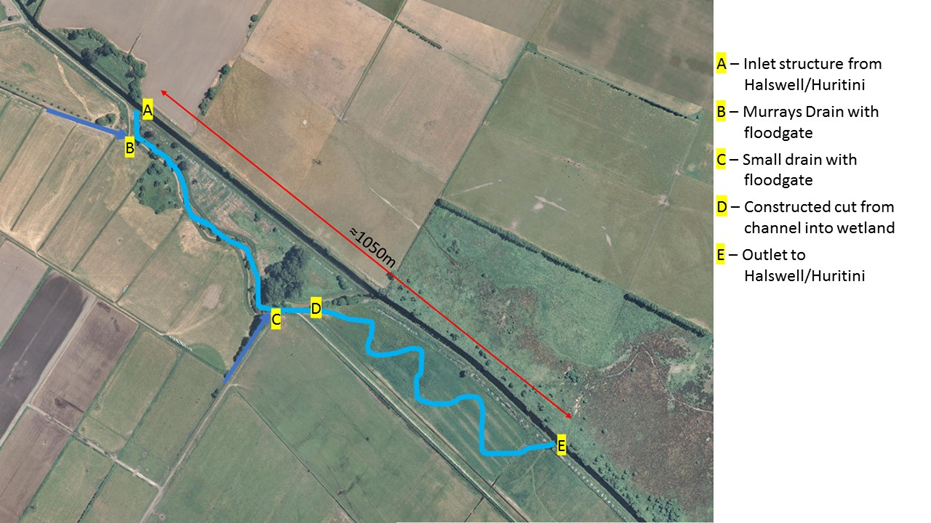 A
B
≈1050m
C
D
E
A – Inlet structure from
Halswell/Huritini
B – Murrays Drain with
floodgate
C – Small drain with
floodgate
D – Constructed cut from
channel into wetland
E – Outlet to
Halswell/Huritini